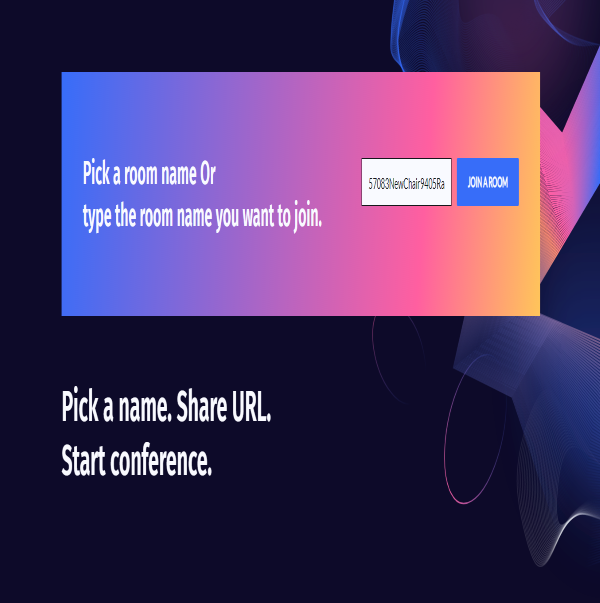 Pick a room name Or
type the room name you want to join.
57083NewChair9405Ra
JOIN A ROOM
Pick a name. Share URL.
Start conference.